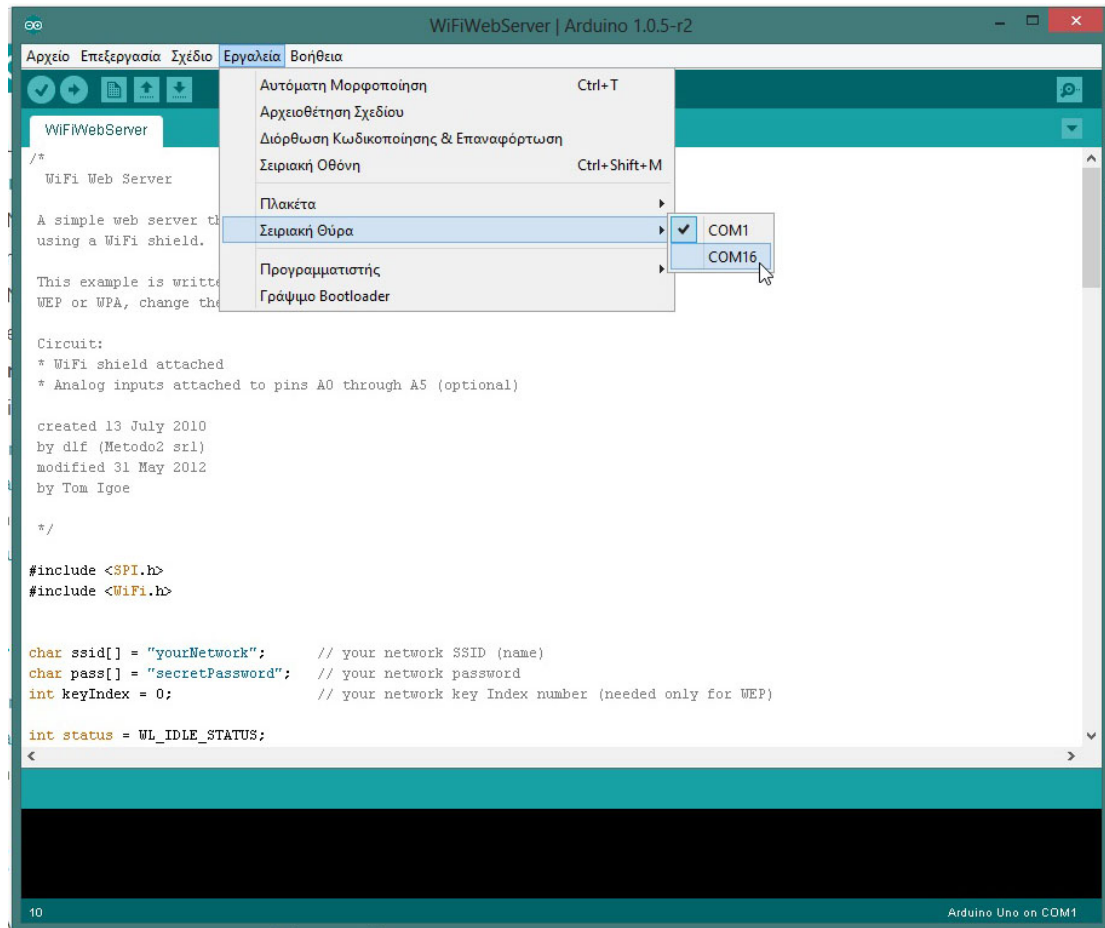 WiFiWebServer | Arduino 1.0.5-r2
Αρχείο Επεξεργασία Σχέδιο Εργαλεία Βοήθεια
Αυτόματη Μορφοποίηση Ctrl+T
Αρχειοθέτηση Σχεδίου
Διόρθωση Κωδικοποίησης & Επαναφόρτωση
Σειριακή Οθόνη Ctrl+Shift+M
Πλακέτα
Σειριακή Θύρα
COM1
COM16
Προγραμματιστής
Γράψιμο Bootloader
WiFiWebServer
/*
WiFi Web Server
A simple web server th
using a WiFi shield.
This example is writte
WEP or WPA, change the
Circuit:
* WiFi shield attached
* Analog inputs attached to pins A0 through A5 (optional)
created 13 July 2010
by dlf (Metodo2 srl)
modified 31 May 2012
by Tom Igoe
*/
#include <SPI.h>
#include <WiFi.h>
char ssid[] = "yourNetwork"; // your network SSID (name)
char pass[] = "secretPassword"; // your network password
int keyIndex = 0; // your network key Index number (needed only for WEP)
int status = WL_IDLE_STATUS;
10 Arduino Uno on COM1